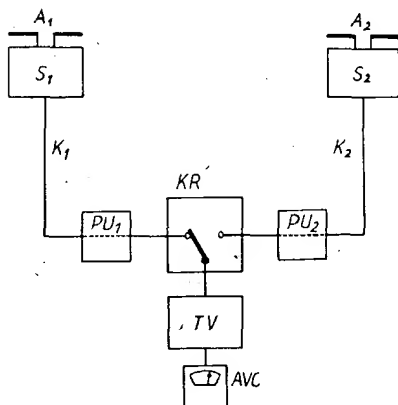 A₁
A₂
S₁
S₂
K₁
K₂
KR
PU₁
PU₂
TV
AVC